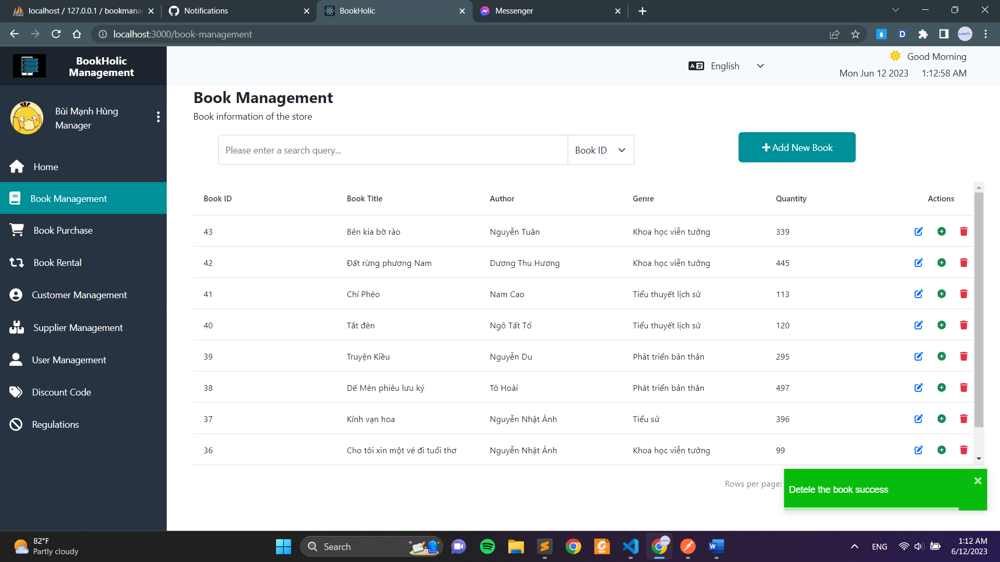 localhost / 127.0.0.1 / bookmana
Notifications
BookHolic
Messenger
localhost:3000/book-management
D
BookHolic
Management
English
Good Morning
Mon Jun 12 2023 1:12:58 AM
Bùi Mạnh Hùng
Manager
Home
Book Management
Book Purchase
Book Rental
Customer Management
Supplier Management
User Management
Discount Code
Regulations
Book Management
Book information of the store
Please enter a search query...
Book ID
Add New Book
Book ID Book Title Author Genre Quantity Actions
43 Bên kia bờ rào Nguyễn Tuân Khoa học viễn tưởng 339
42 Đất rừng phương Nam Dương Thu Hương Khoa học viễn tưởng 445
41 Chí Phèo Nam Cao Tiểu thuyết lịch sử 113
40 Tắt đèn Ngô Tất Tố Tiểu thuyết lịch sử 120
39 Truyện Kiều Nguyễn Du Phát triển bản thân 295
38 Dế Mèn phiêu lưu ký Tô Hoài Phát triển bản thân 497
37 Kính vạn hoa Nguyễn Nhật Ánh Tiểu sử 396
36 Cho tôi xin một vé đi tuổi thơ Nguyễn Nhật Ánh Khoa học viễn tưởng 99
Rows per page:
Detele the book success
82°F
Partly cloudy
Search
ENG
1:12 AM
6/12/2023